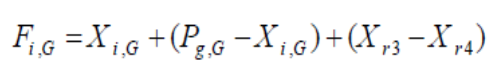 F_{i,G} = X_{i,G} + (P_{g,G} − X_{i,G}) + (X_{r3} − X_{r4})